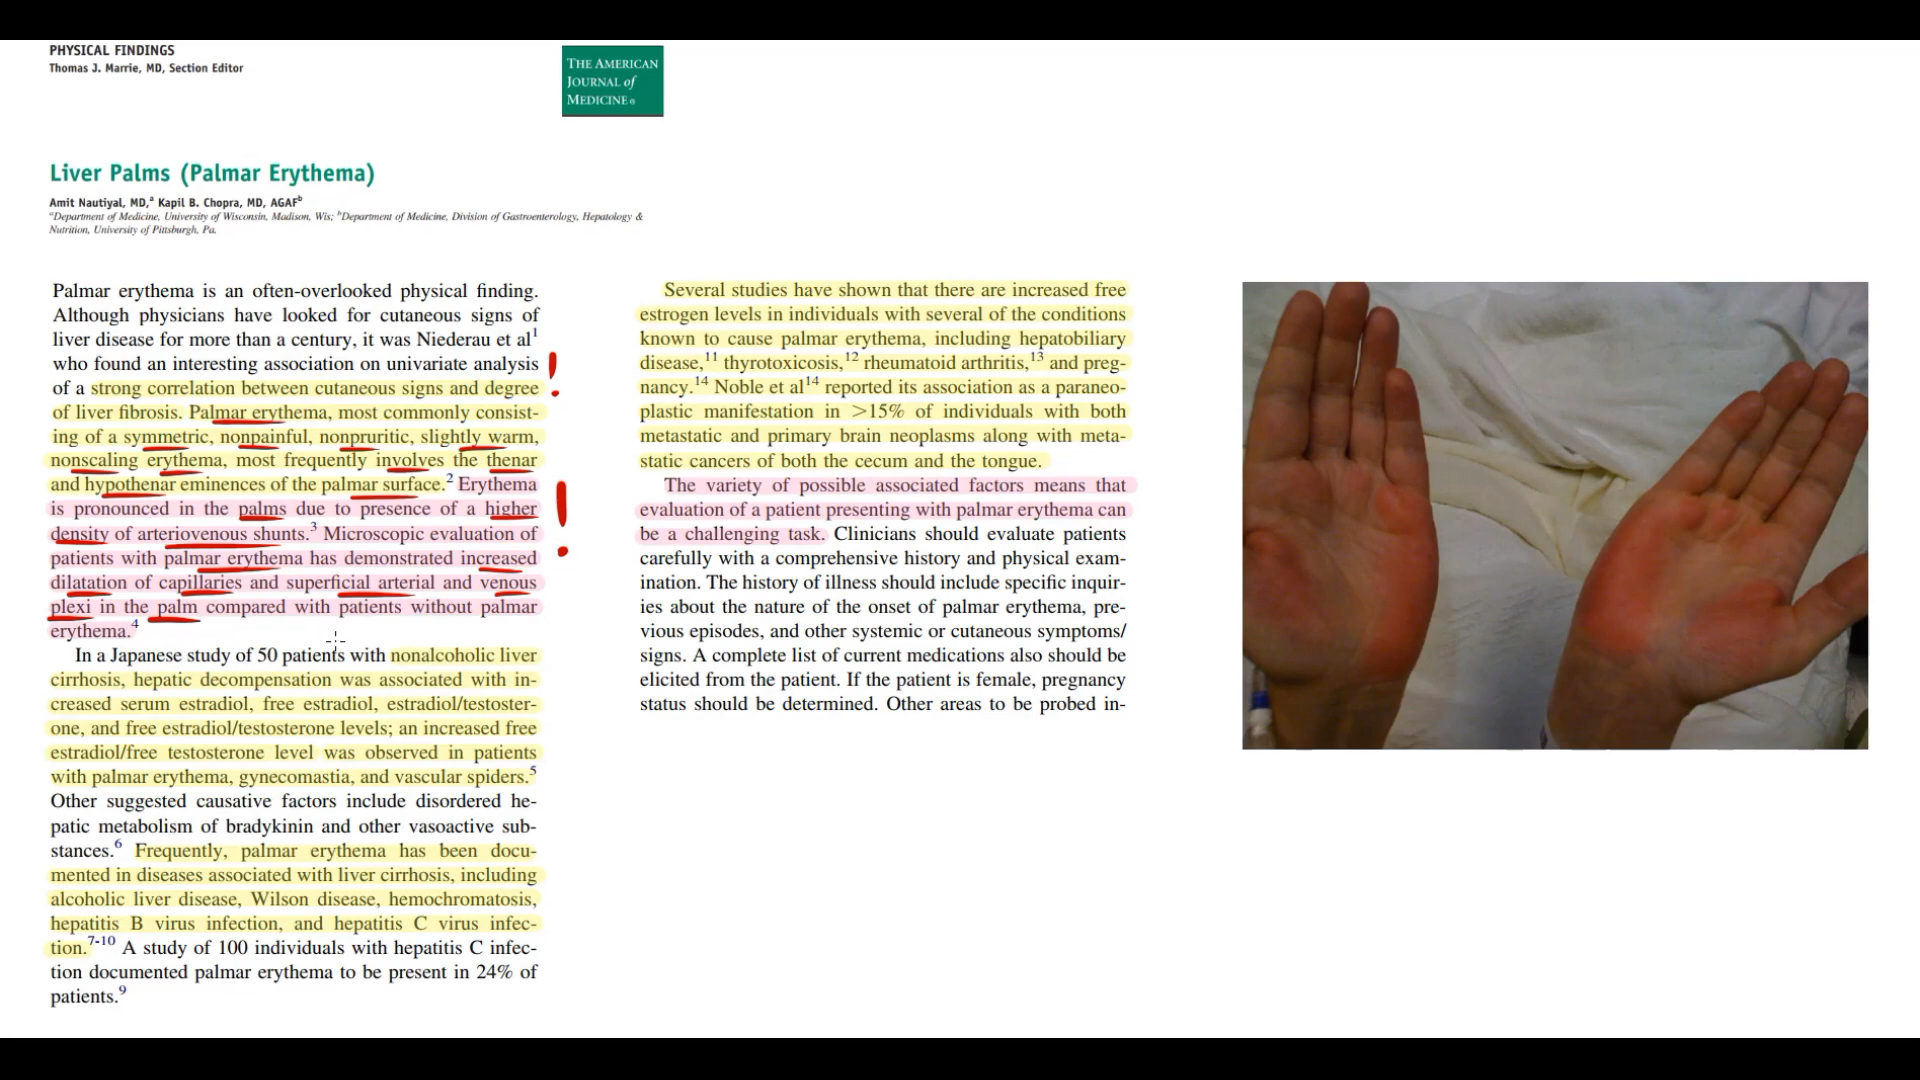 PHYSICAL FINDINGS
Thomas J. Marrie, MD, Section Editor
THE AMERICAN
JOURNAL of
MEDICINE®
Liver Palms (Palmar Erythema)
Amit Nautiyal, MD,a Kapil B. Chopra, MD, AGAFb
aDepartment of Medicine, University of Wisconsin, Madison, Wis; bDepartment of Medicine, Division of Gastroenterology, Hepatology &
Nutrition, University of Pittsburgh, Pa.
Palmar erythema is an often-overlooked physical finding.
Although physicians have looked for cutaneous signs of
liver disease for more than a century, it was Niederau et al1
who found an interesting association on univariate analysis
of a strong correlation between cutaneous signs and degree
of liver fibrosis. Palmar erythema, most commonly consist-
ing of a symmetric, nonpainful, nonpruritic, slightly warm,
nonscaling erythema, most frequently involves the thenar
and hypothenar eminences of the palmar surface.2 Erythema
is pronounced in the palms due to presence of a higher
density of arteriovenous shunts.3 Microscopic evaluation of
patients with palmar erythema has demonstrated increased
dilatation of capillaries and superficial arterial and venous
plexi in the palm compared with patients without palmar
erythema.4
In a Japanese study of 50 patients with nonalcoholic liver
cirrhosis, hepatic decompensation was associated with in-
creased serum estradiol, free estradiol, estradiol/testoster-
one, and free estradiol/testosterone levels; an increased free
estradiol/free testosterone level was observed in patients
with palmar erythema, gynecomastia, and vascular spiders.5
Other suggested causative factors include disordered he-
patic metabolism of bradykinin and other vasoactive sub-
stances.6 Frequently, palmar erythema has been docu-
mented in diseases associated with liver cirrhosis, including
alcoholic liver disease, Wilson disease, hemochromatosis,
hepatitis B virus infection, and hepatitis C virus infec-
tion.7-10 A study of 100 individuals with hepatitis C infec-
tion documented palmar erythema to be present in 24% of
patients.9
Several studies have shown that there are increased free
estrogen levels in individuals with several of the conditions
known to cause palmar erythema, including hepatobiliary
disease,11 thyrotoxicosis,12 rheumatoid arthritis,13 and preg-
nancy.14 Noble et al14 reported its association as a paraneo-
plastic manifestation in >15% of individuals with both
metastatic and primary brain neoplasms along with meta-
static cancers of both the cecum and the tongue.
The variety of possible associated factors means that
evaluation of a patient presenting with palmar erythema can
be a challenging task. Clinicians should evaluate patients
carefully with a comprehensive history and physical exam-
ination. The history of illness should include specific inquir-
ies about the nature of the onset of palmar erythema, pre-
vious episodes, and other systemic or cutaneous symptoms/
signs. A complete list of current medications also should be
elicited from the patient. If the patient is female, pregnancy
status should be determined. Other areas to be probed in-